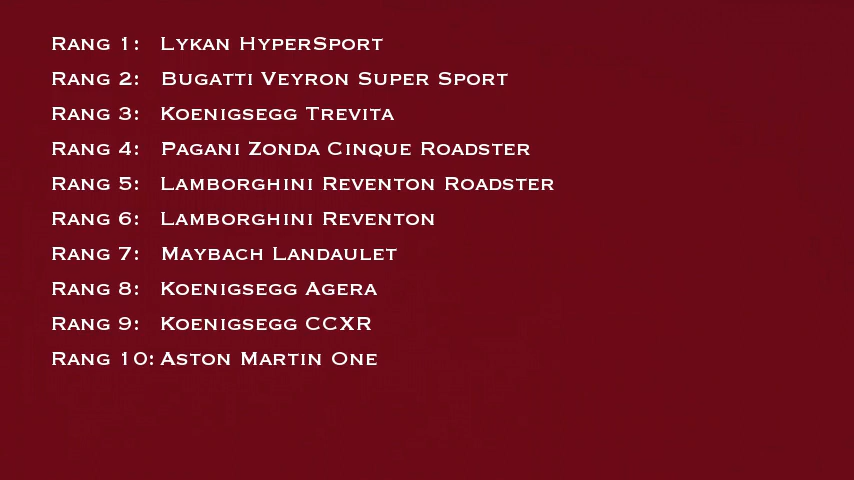 Rang 1: Lykan HyperSport
Rang 2: Bugatti Veyron Super Sport
Rang 3: Koenigsegg Trevita
Rang 4: Pagani Zonda Cinque Roadster
Rang 5: Lamborghini Reventon Roadster
Rang 6: Lamborghini Reventon
Rang 7: Maybach Landaulet
Rang 8: Koenigsegg Agera
Rang 9: Koenigsegg CCXR
Rang 10: Aston Martin One